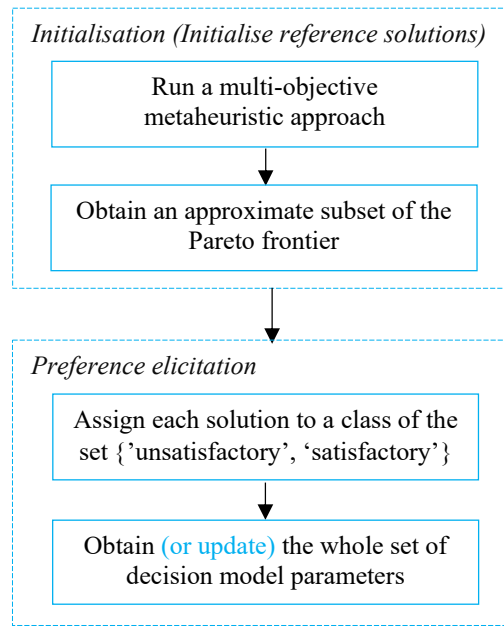 Initialisation (Initialise reference solutions)
Run a multi-objective
metaheuristic approach
Obtain an approximate subset of the
Pareto frontier
Preference elicitation
Assign each solution to a class of the
set {’unsatisfactory’, ‘satisfactory’}
Obtain (or update) the whole set of
decision model parameters